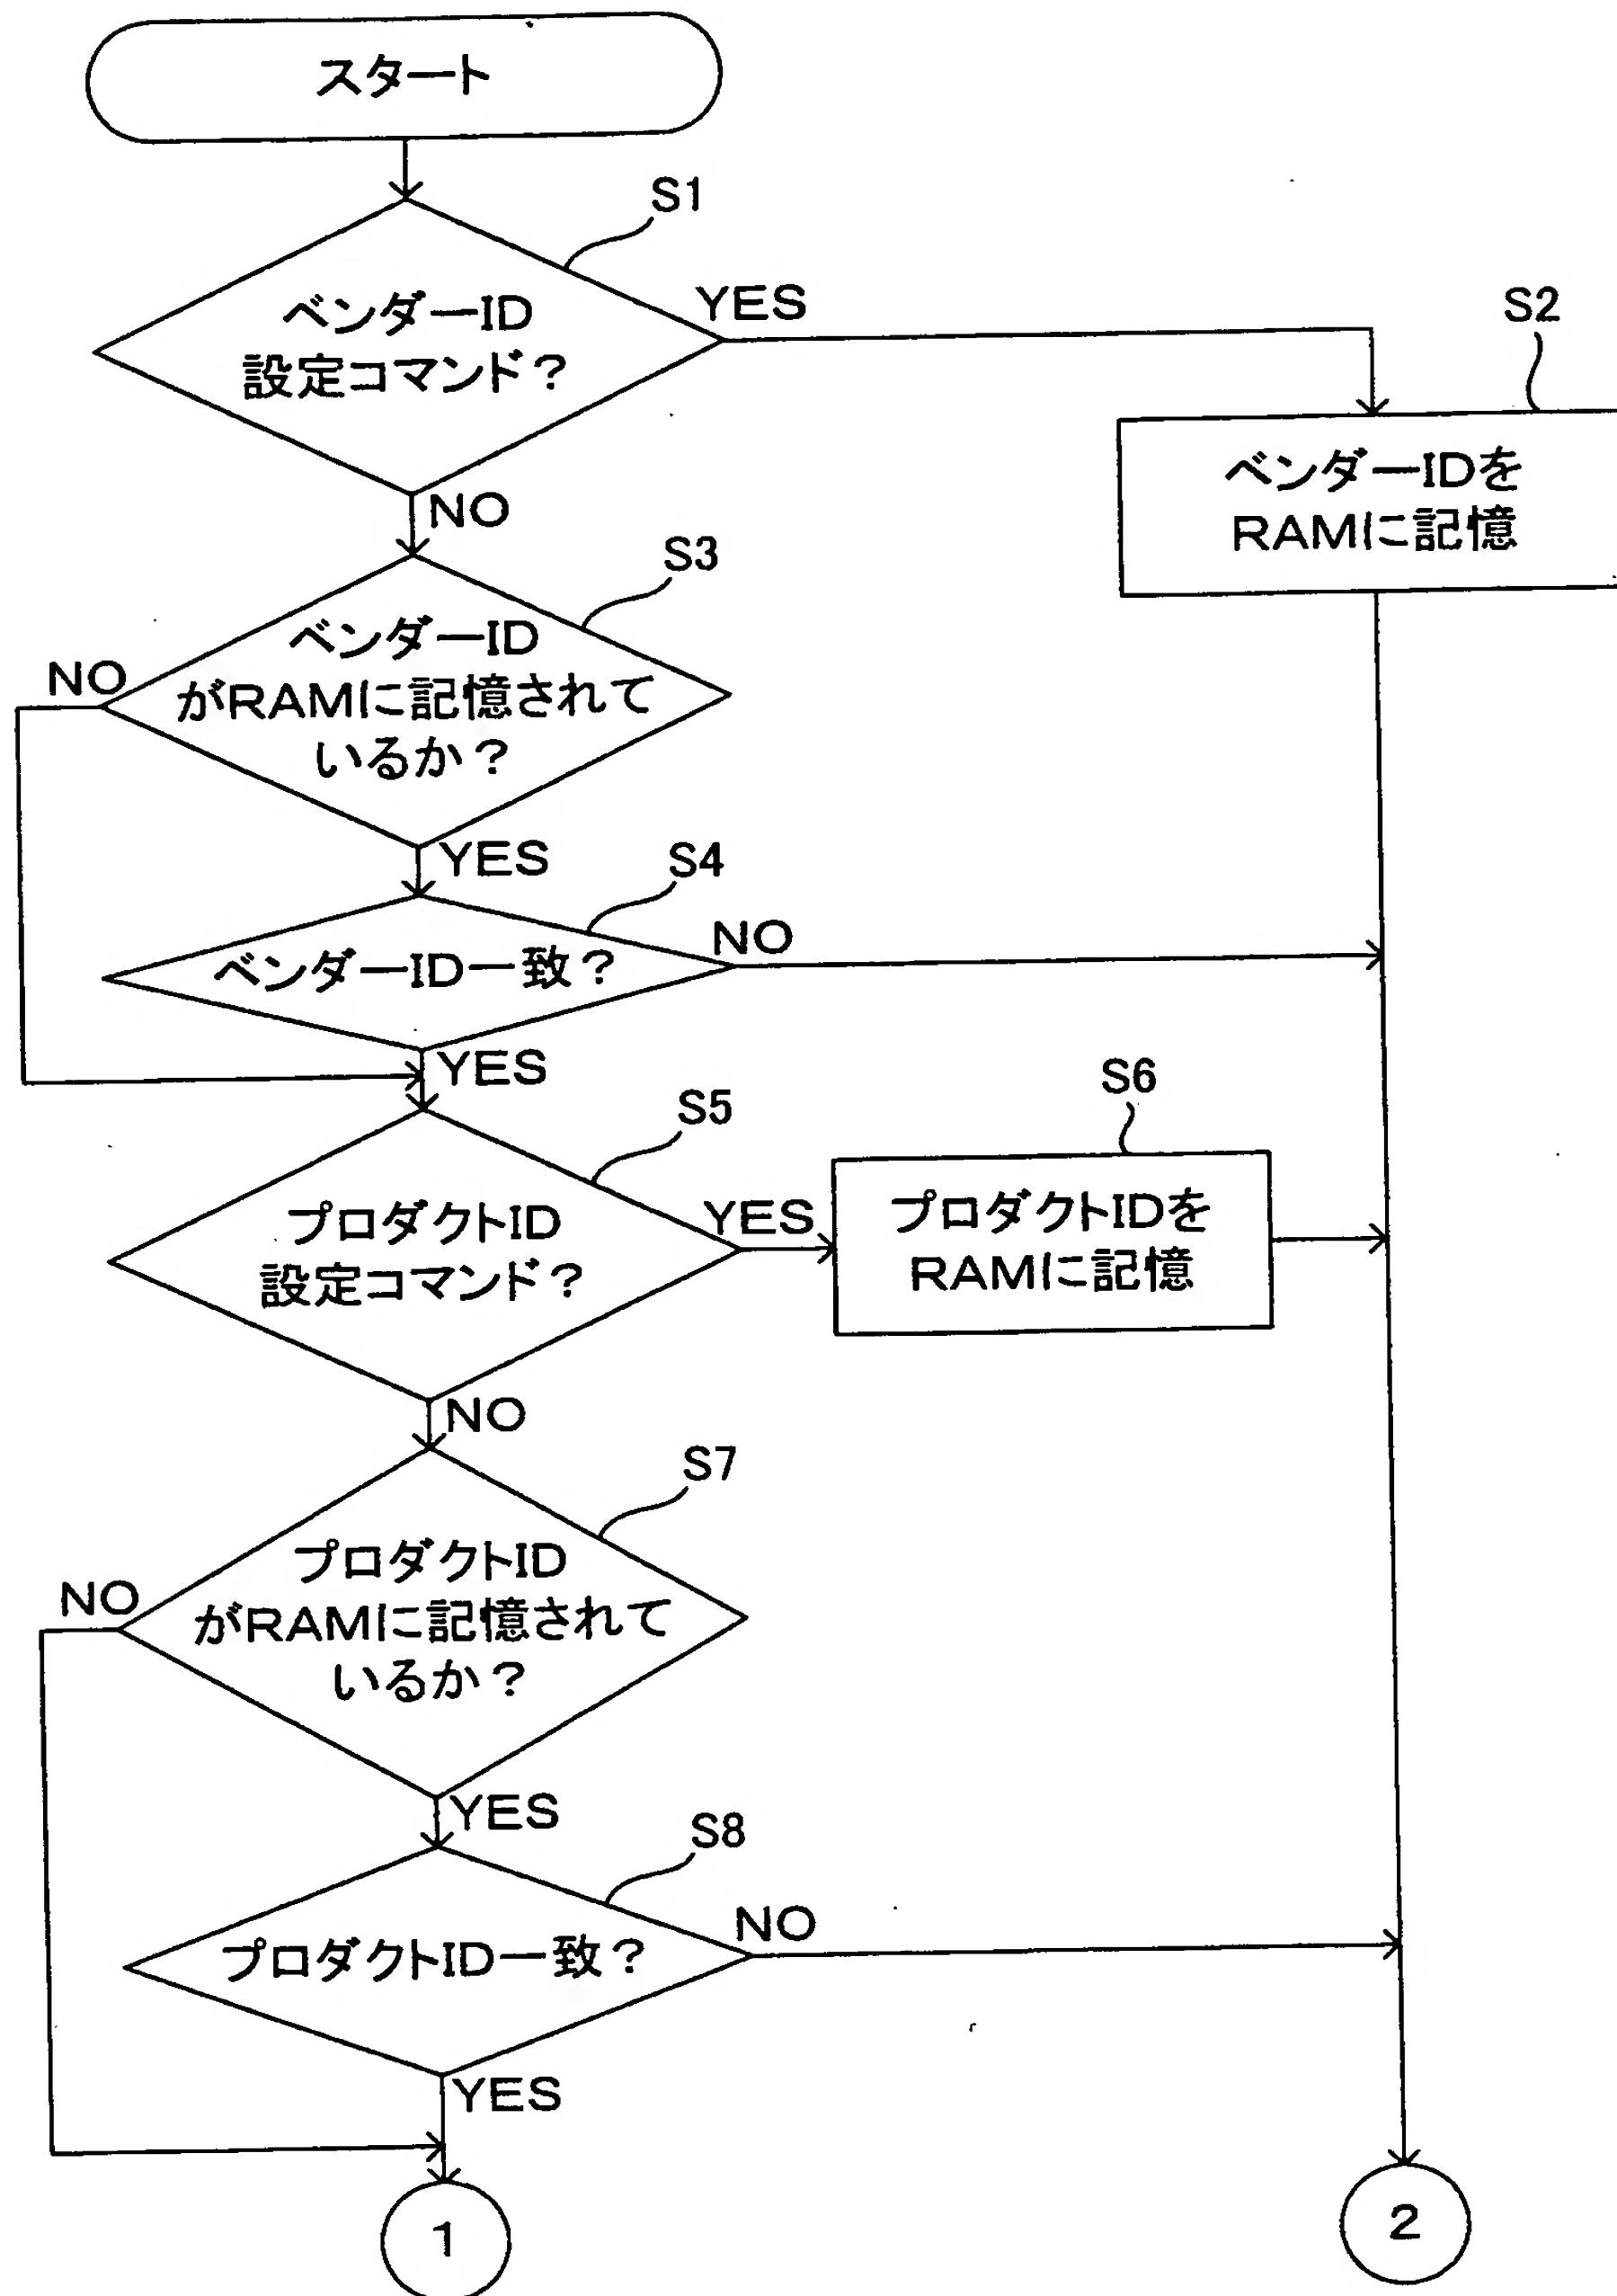 スタート
S1
ベンダーID
設定コマンド？
YES
NO
S2
ベンダーIDを
RAMに記憶
S3
ベンダーID
がRAMに記憶されて
いるか？
NO
YES
S4
ベンダーID一致？
NO
YES
S5
プロダクトID
設定コマンド？
YES
NO
S6
プロダクトIDを
RAMに記憶
S7
プロダクトID
がRAMに記憶されて
いるか？
NO
YES
S8
プロダクトID一致？
NO
YES
1
2